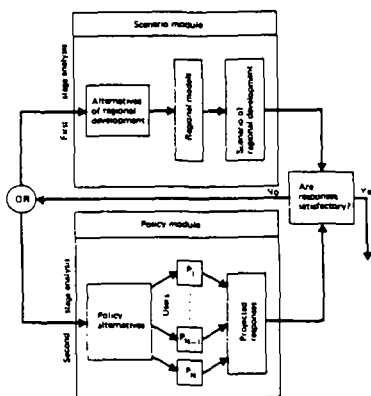 Scenario module
First stage analysis
Alternatives
of regional
development
Regional models
Scenario of
regional development
OR
No
Are
responses
satisfactory?
Yes
Policy module
Second stage analysis
Policy
alternatives
Users
P1
PN-1
PN
Projected
responses